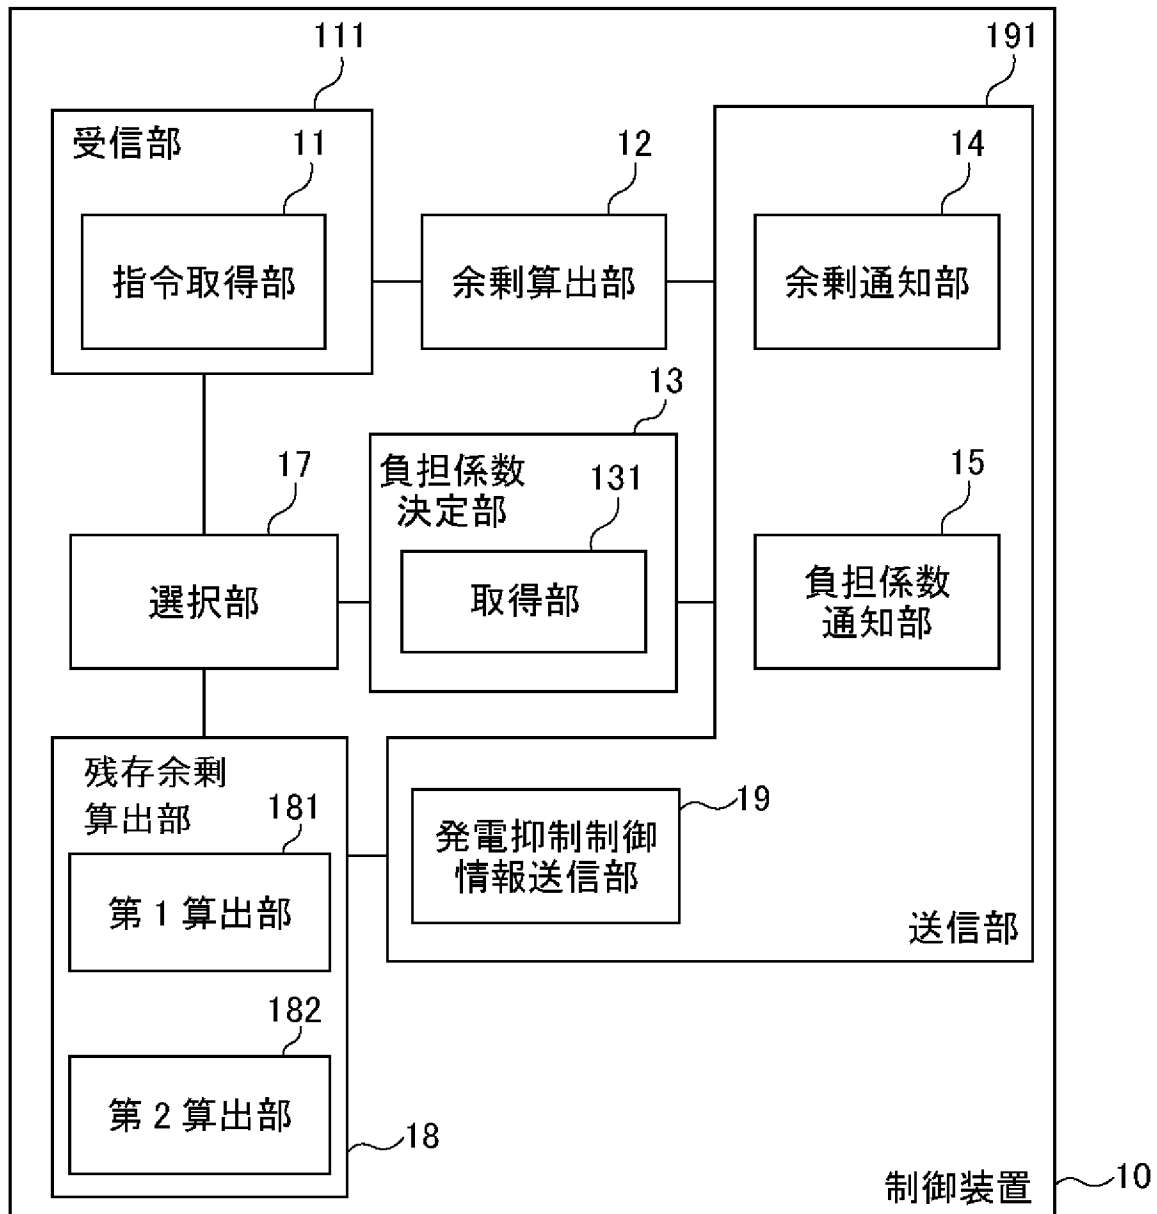 111
191
受信部
11
12
14
指令取得部
余剰算出部
余剰通知部
13
17
負担係数
決定部
131
15
選択部
取得部
負担係数
通知部
残存余剰
算出部
181
19
発電抑制制御
情報送信部
第1算出部
送信部
182
第2算出部
18
制御装置
10